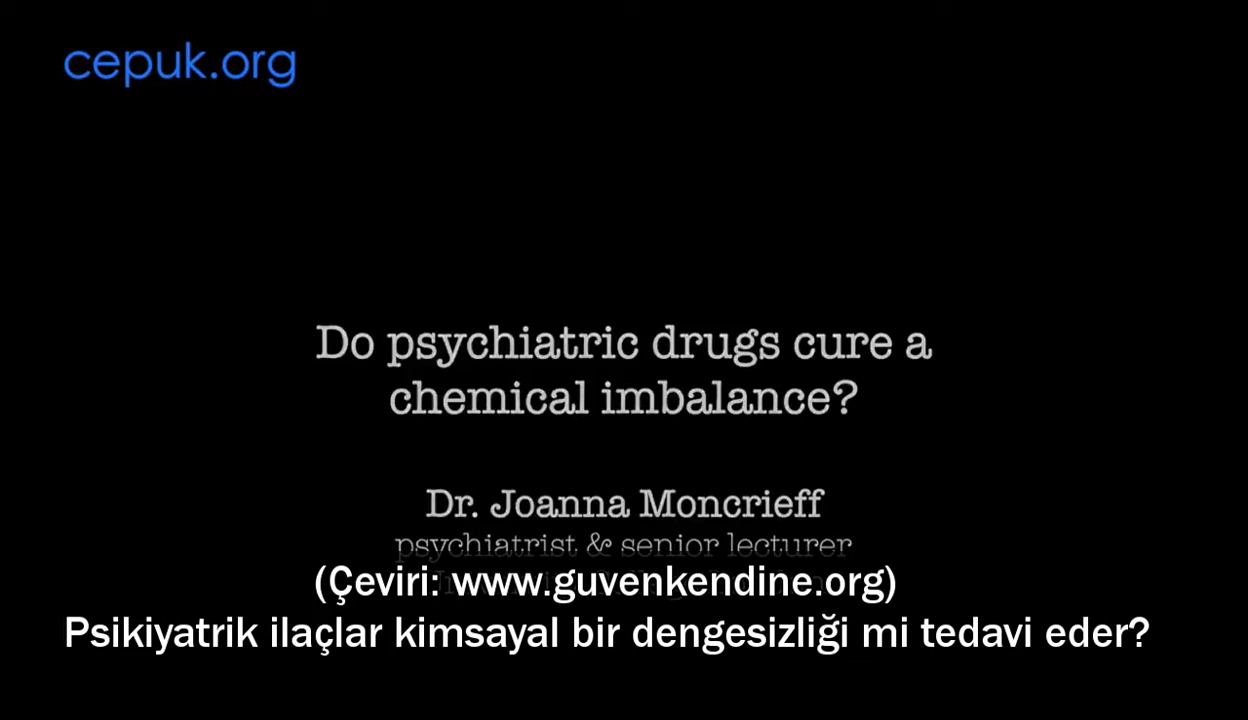 cepuk.org
Do psychiatric drugs cure a
chemical imbalance?
Dr. Joanna Moncrieff
psychiatrist & senior lecturer
(Çeviri: www.guvenkendine.org)
Psikiyatrik ilaçlar kimsayal bir dengesizliği mi tedavi eder?